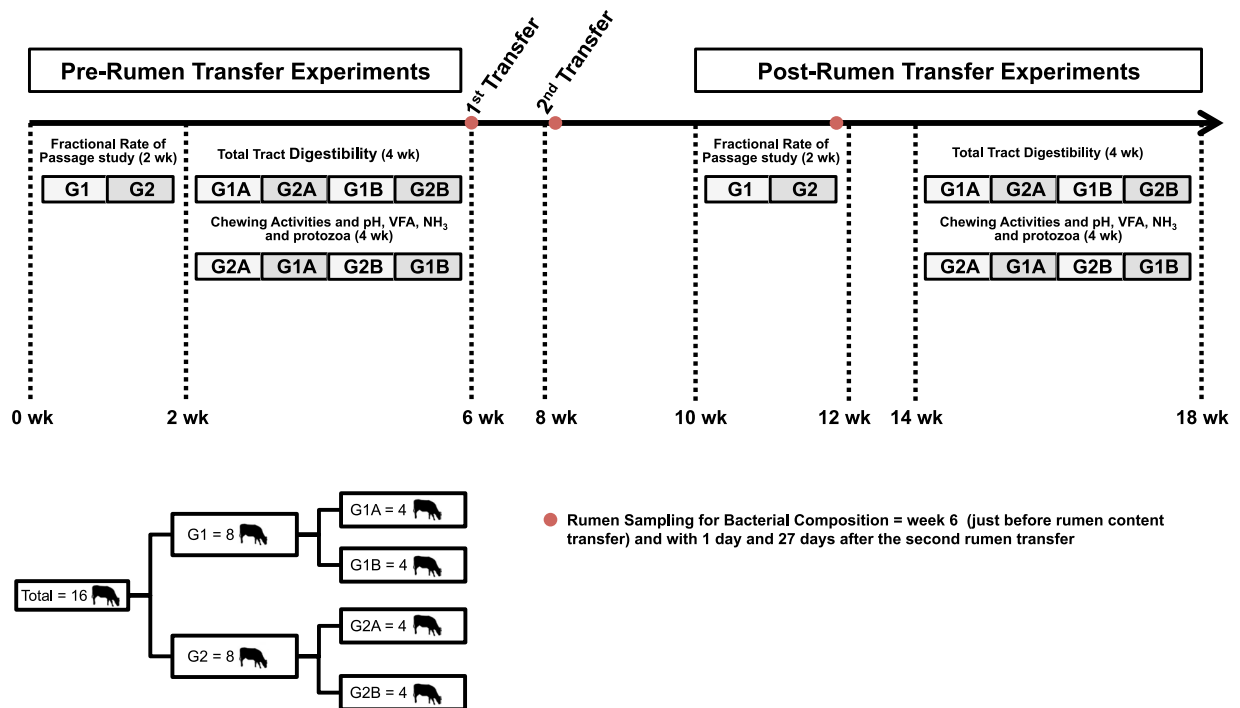 Pre-Rumen Transfer Experiments
1st Transfer
2nd Transfer
Post-Rumen Transfer Experiments
Fractional Rate of
Passage study (2 wk)
G1 G2
Total Tract Digestibility (4 wk)
G1A G2A G1B G2B
Chewing Activities and pH, VFA, NH3
and protozoa (4 wk)
G2A G1A G2B G1B
Fractional Rate of
Passage study (2 wk)
G1 G2
Total Tract Digestibility (4 wk)
G1A G2A G1B G2B
Chewing Activities and pH, VFA, NH3
and protozoa (4 wk)
G2A G1A G2B G1B
0 wk 2 wk 6 wk 8 wk 10 wk 12 wk 14 wk 18 wk
Total = 16
G1 = 8
G2 = 8
G1A = 4
G1B = 4
G2A = 4
G2B = 4
Rumen Sampling for Bacterial Composition = week 6 (just before rumen content
transfer) and with 1 day and 27 days after the second rumen transfer